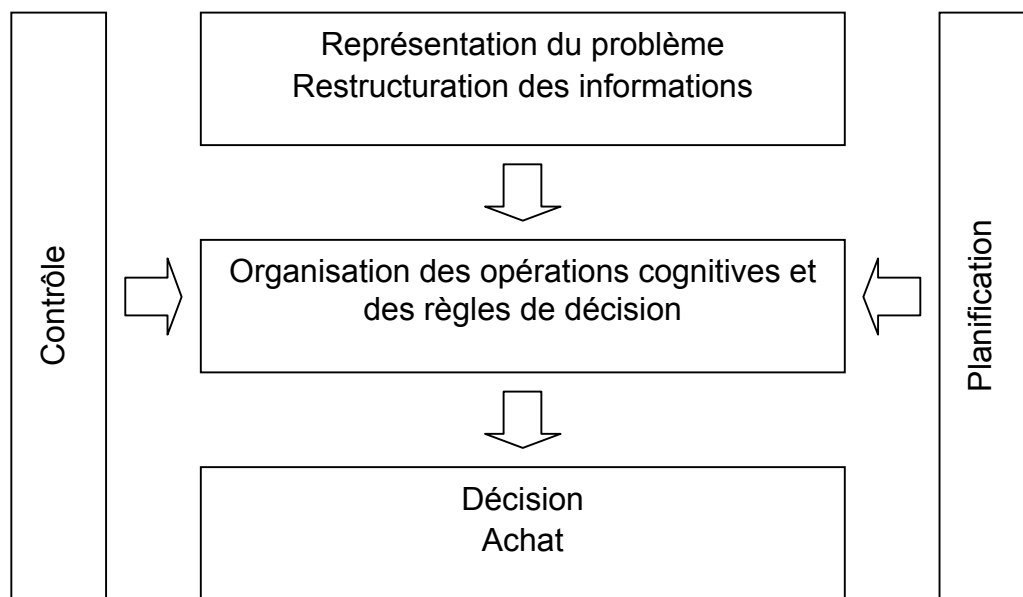 Représentation du problème
Restructuration des informations
Contrôle
Organisation des opérations cognitives et
des règles de décision
Planification
Décision
Achat